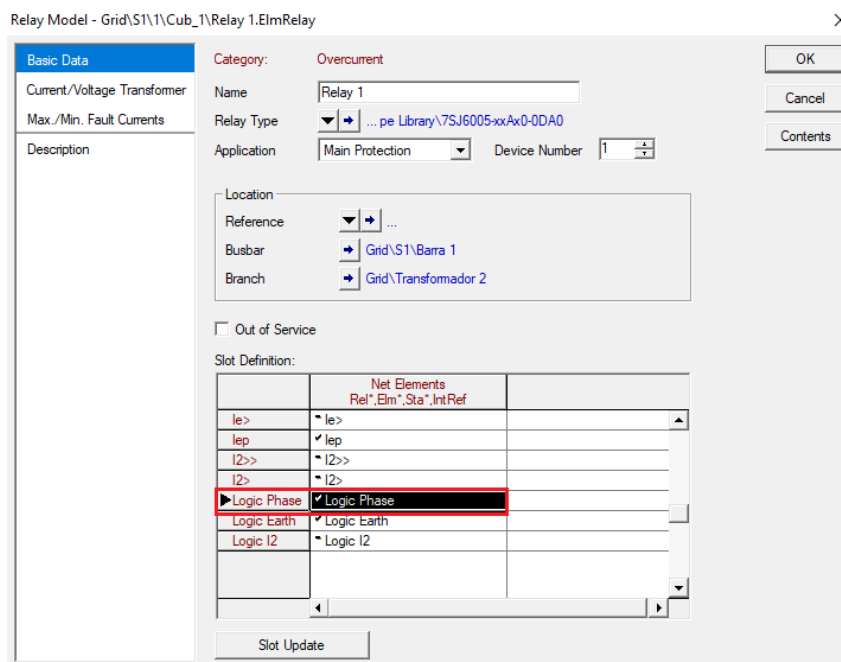 Relay Model - Grid\S1\1\Cub_1\Relay 1.ElmRelay
Basic Data
Current/Voltage Transformer
Max./Min. Fault Currents
Description
Category: Overcurrent
Name Relay 1
Relay Type ... pe Library\7SJ6005-xxAx0-0DA0
Application Main Protection Device Number 1
Location
Reference ...
Busbar Grid\S1\Barra 1
Branch Grid\Transformador 2
Out of Service
Slot Definition:
Net Elements
Rel*,Elm*,Sta*,IntRef
Ie> Ie>
Iep Iep
I2>> I2>>
I2> I2>
Logic Phase Logic Phase
Logic Earth Logic Earth
Logic I2 Logic I2
Slot Update
OK
Cancel
Contents